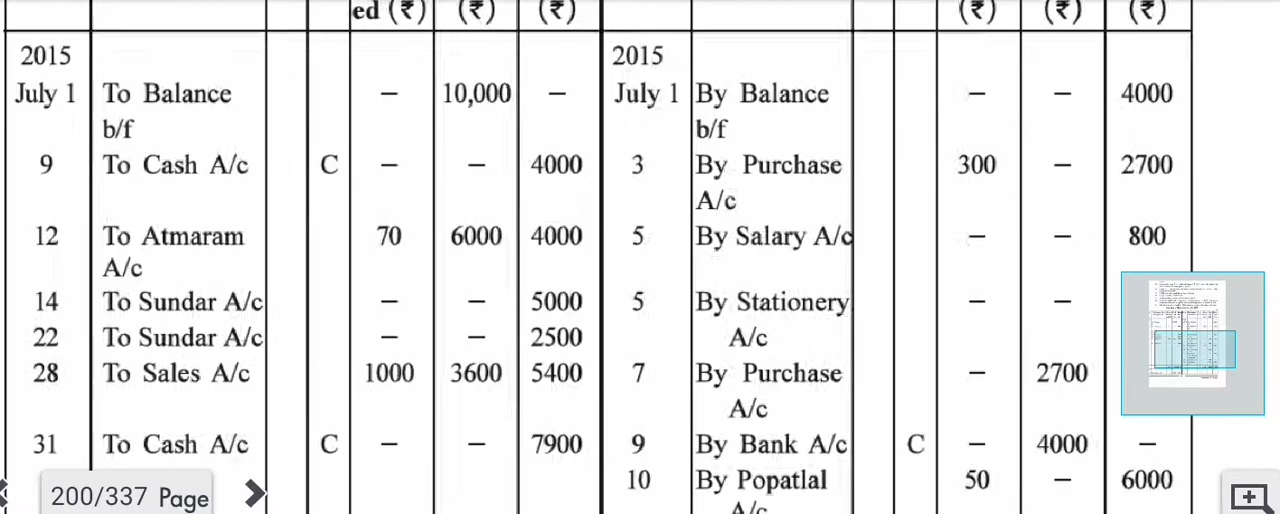 ed (₹) (₹) (₹) (₹) (₹) (₹)
2015 2015
July 1 To Balance – 10,000 – July 1 By Balance – – 4000
b/f b/f
9 To Cash A/c C – – 4000 3 By Purchase 300 – 2700
A/c
12 To Atmaram 70 6000 4000 5 By Salary A/c – – 800
A/c
14 To Sundar A/c – – 5000 5 By Stationery – –
22 To Sundar A/c – – 2500 A/c
28 To Sales A/c 1000 3600 5400 7 By Purchase – 2700
A/c
31 To Cash A/c C – – 7900 9 By Bank A/c C – 4000 –
10 By Popatlal 50 – 6000
A/c
200/337 Page